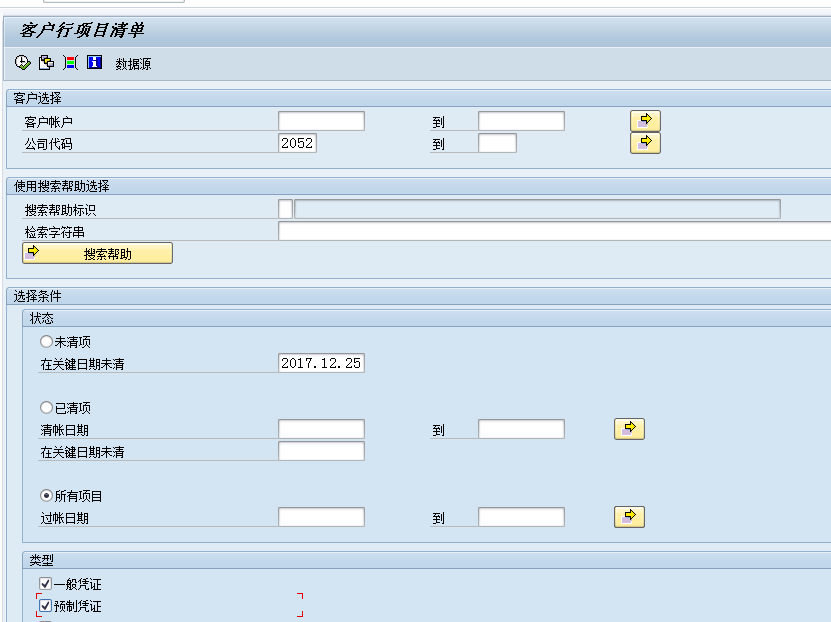 客户行项目清单
数据源
客户选择
客户帐户 到
公司代码 2052 到
使用搜索帮助选择
搜索帮助标识
检索字符串
搜索帮助
选择条件
状态
未清项
在关键日期未清 2017.12.25
已清项
清帐日期 到
在关键日期未清
所有项目
过帐日期 到
类型
一般凭证
预制凭证